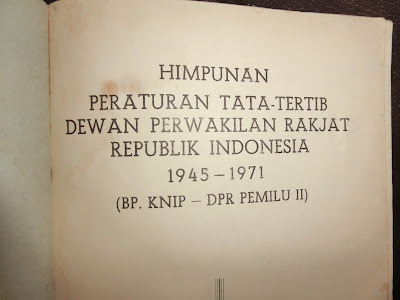 HIMPUNAN
PERATURAN TATA-TERTIB
DEWAN PERWAKILAN RAKJAT
REPUBLIK INDONESIA
1945 – 1971
(BP. KNIP – DPR PEMILU II)